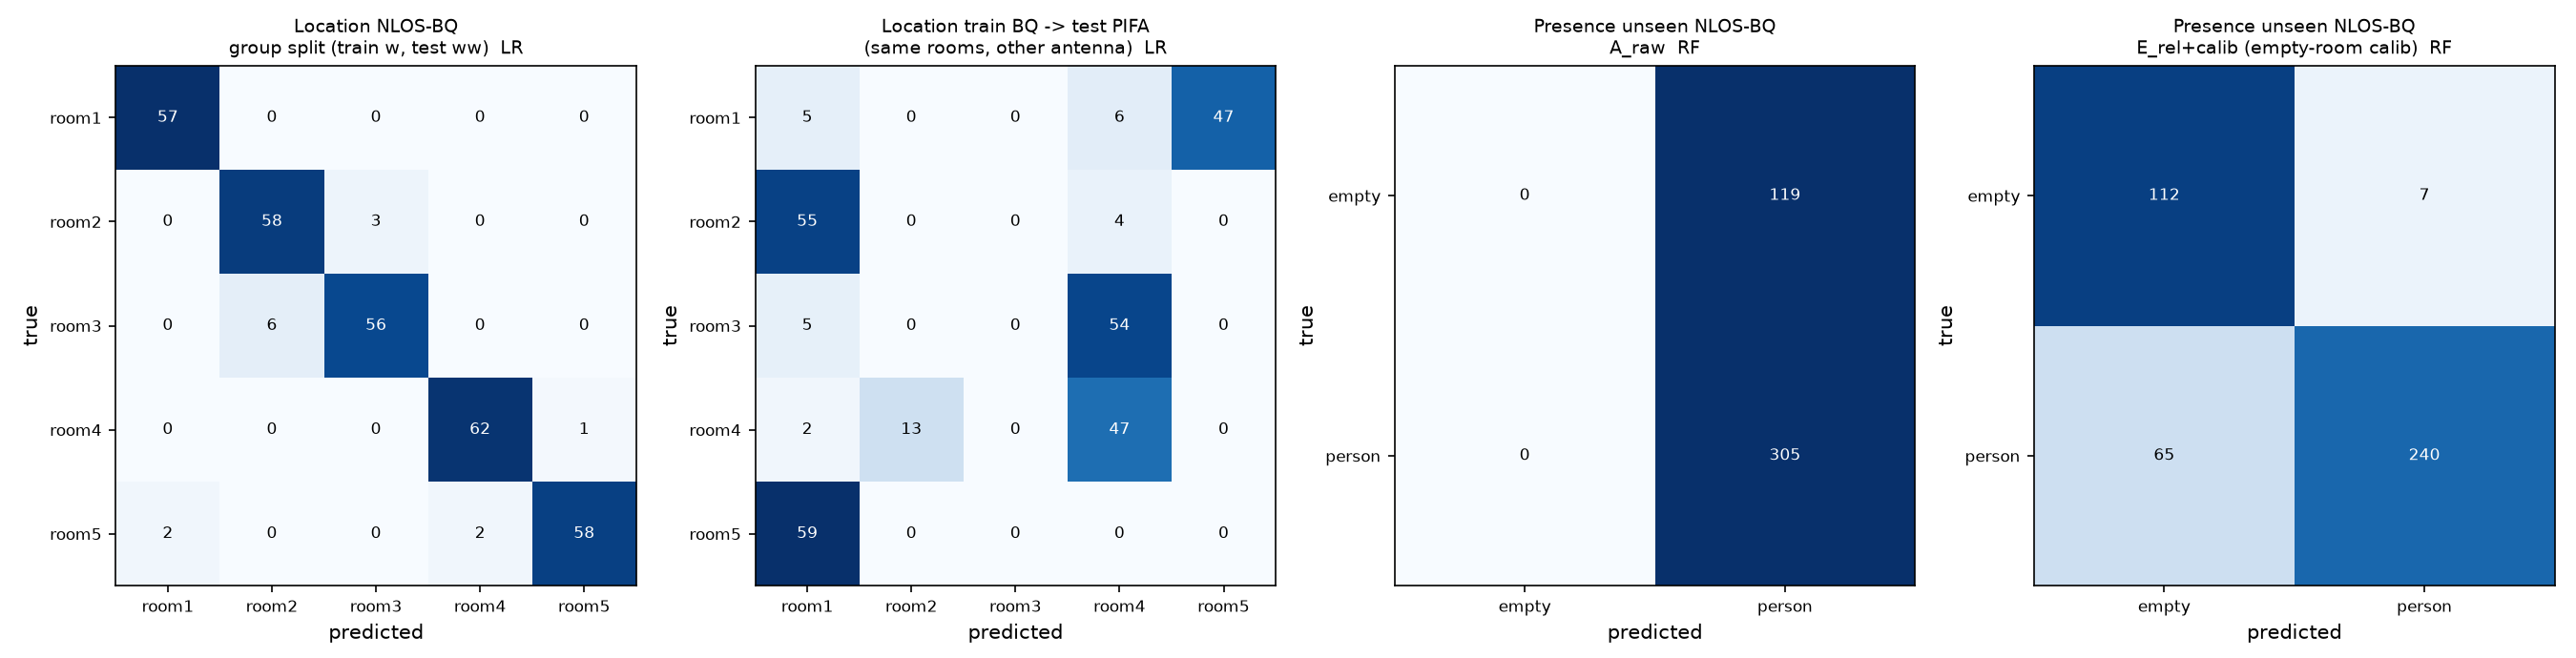 Location NLOS-BQ
group split (train w, test ww)  LR
true
room1 57 0 0 0 0
room2 0 58 3 0 0
room3 0 6 56 0 0
room4 0 0 0 62 1
room5 2 0 0 2 58
room1 room2 room3 room4 room5
predicted
Location train BQ -> test PIFA
(same rooms, other antenna)  LR
true
room1 5 0 0 6 47
room2 55 0 0 4 0
room3 5 0 0 54 0
room4 2 13 0 47 0
room5 59 0 0 0 0
room1 room2 room3 room4 room5
predicted
Presence unseen NLOS-BQ
A_raw  RF
true
empty 0 119
person 0 305
empty person
predicted
Presence unseen NLOS-BQ
E_rel+calib (empty-room calib)  RF
true
empty 112 7
person 65 240
empty person
predicted